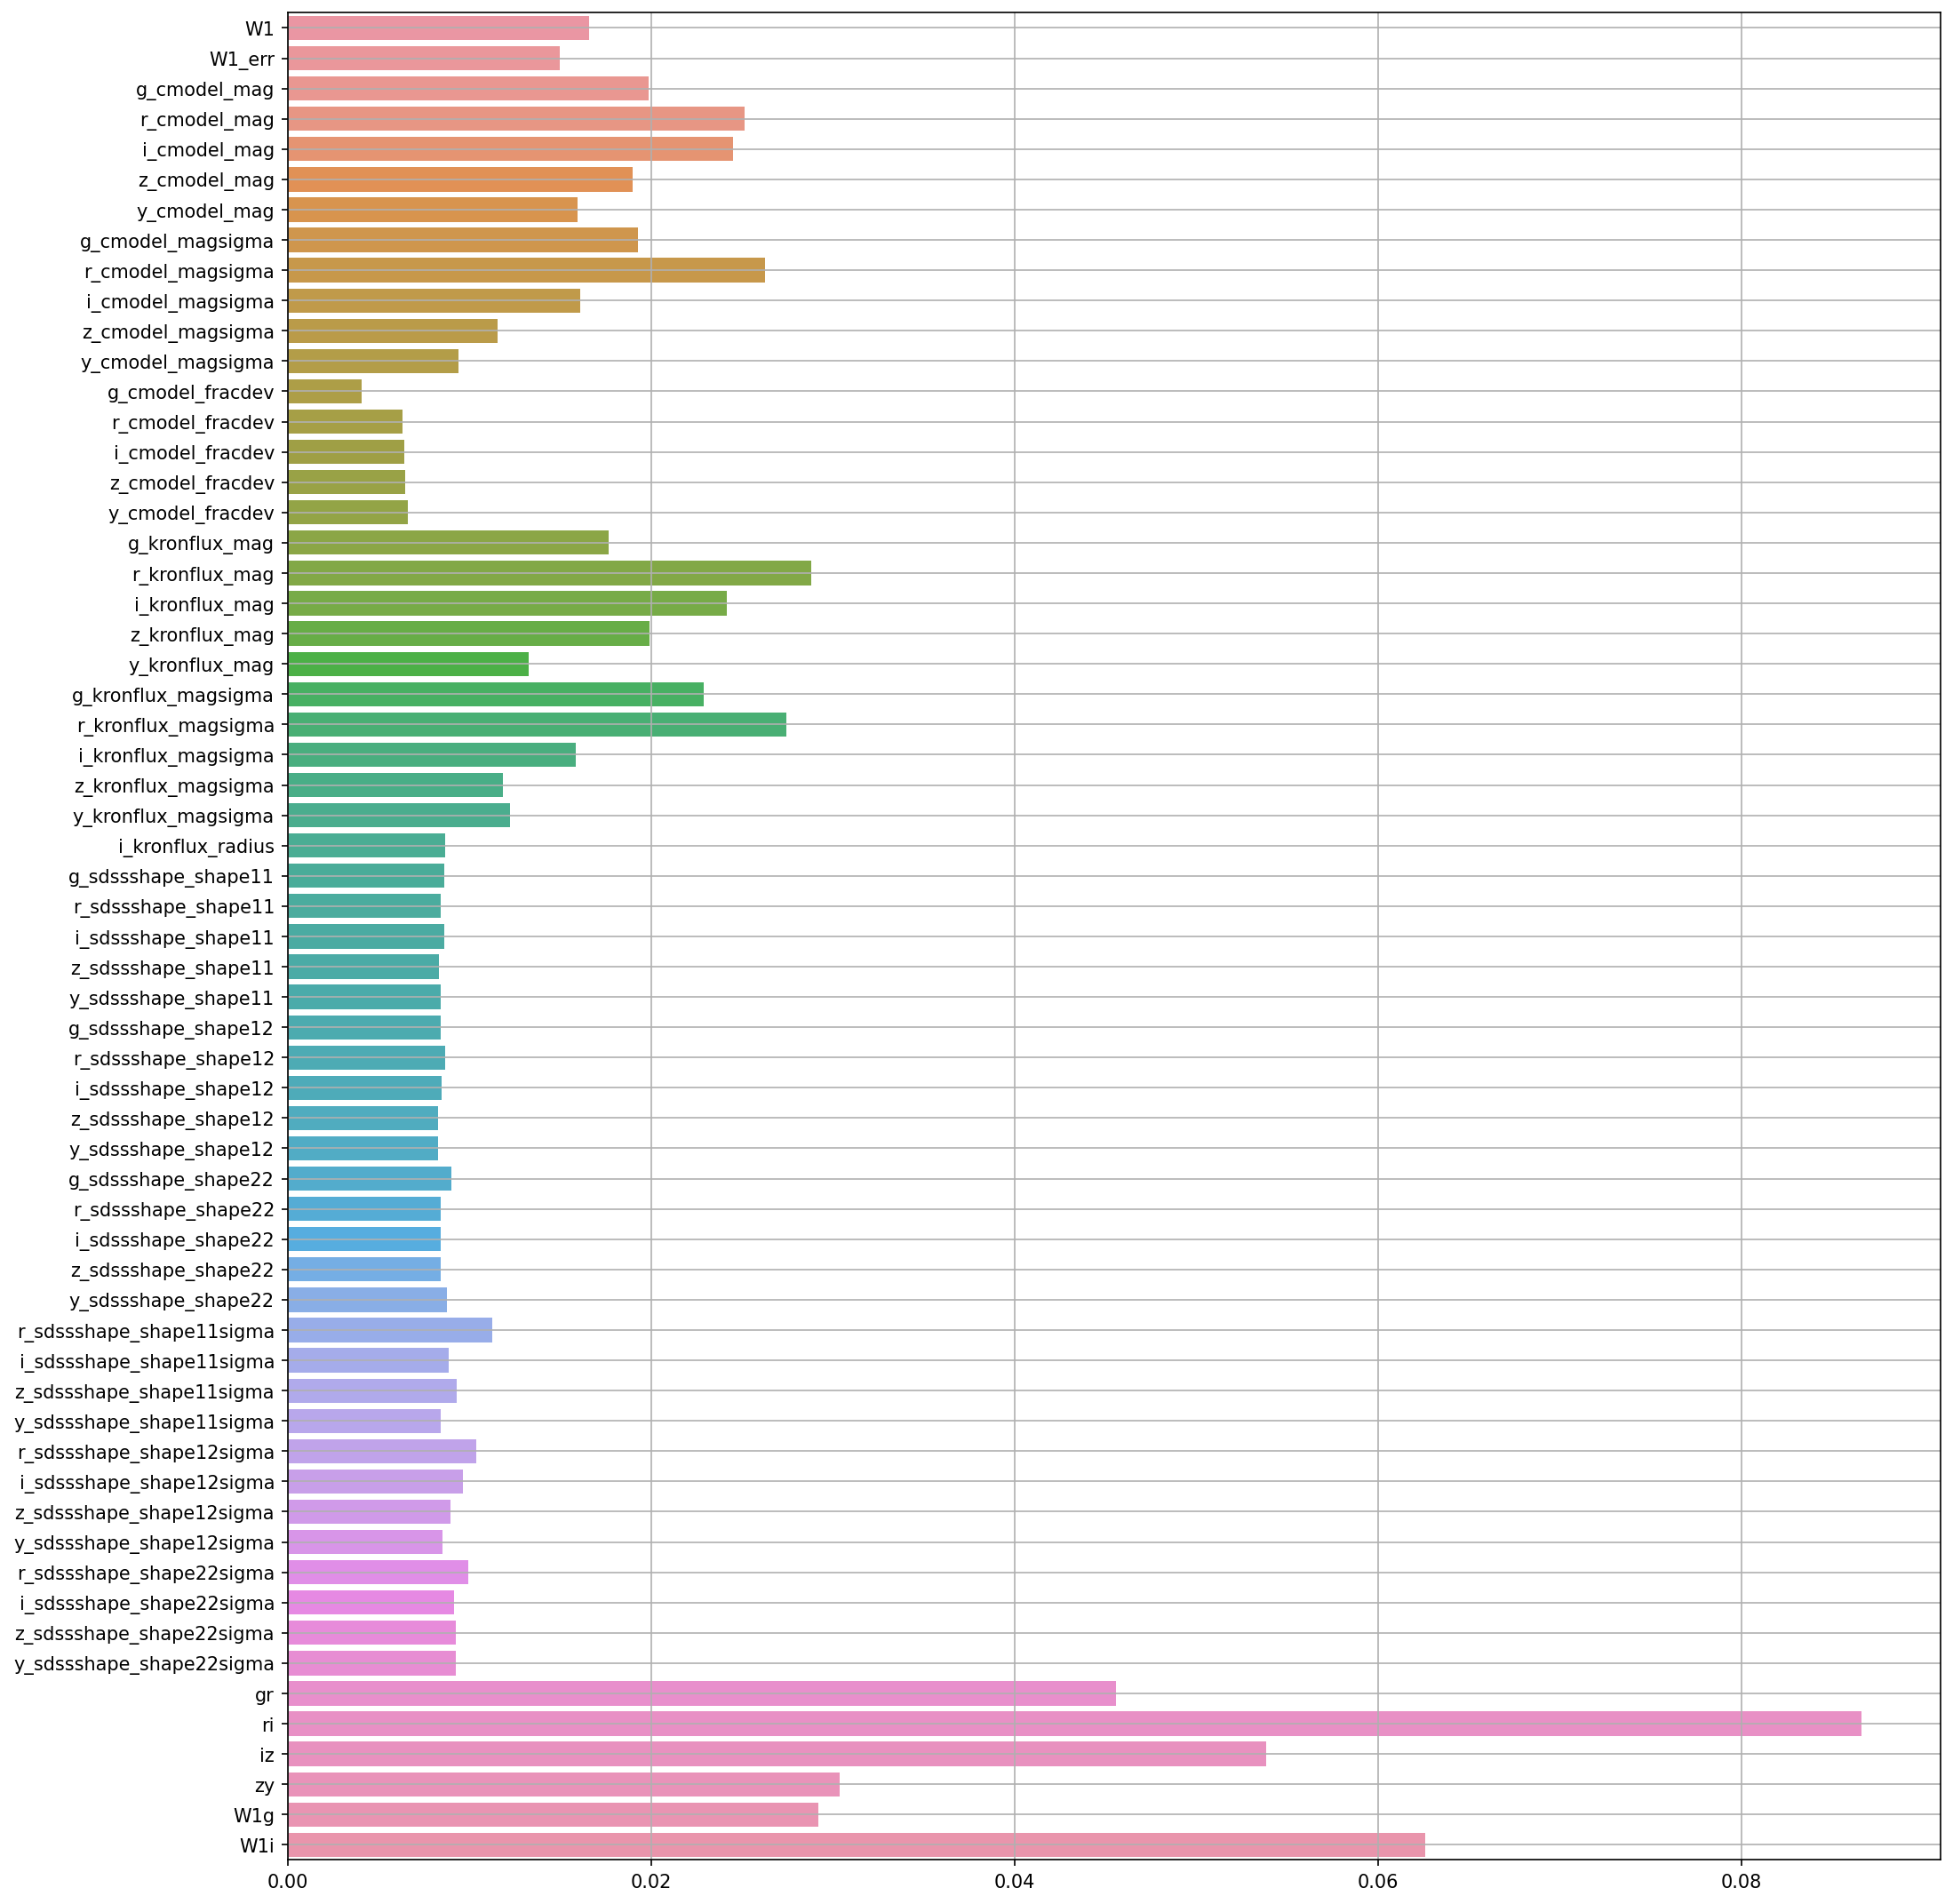 W1
W1_err
g_cmodel_mag
r_cmodel_mag
i_cmodel_mag
z_cmodel_mag
y_cmodel_mag
g_cmodel_magsigma
r_cmodel_magsigma
i_cmodel_magsigma
z_cmodel_magsigma
y_cmodel_magsigma
g_cmodel_fracdev
r_cmodel_fracdev
i_cmodel_fracdev
z_cmodel_fracdev
y_cmodel_fracdev
g_kronflux_mag
r_kronflux_mag
i_kronflux_mag
z_kronflux_mag
y_kronflux_mag
g_kronflux_magsigma
r_kronflux_magsigma
i_kronflux_magsigma
z_kronflux_magsigma
y_kronflux_magsigma
i_kronflux_radius
g_sdssshape_shape11
r_sdssshape_shape11
i_sdssshape_shape11
z_sdssshape_shape11
y_sdssshape_shape11
g_sdssshape_shape12
r_sdssshape_shape12
i_sdssshape_shape12
z_sdssshape_shape12
y_sdssshape_shape12
g_sdssshape_shape22
r_sdssshape_shape22
i_sdssshape_shape22
z_sdssshape_shape22
y_sdssshape_shape22
r_sdssshape_shape11sigma
i_sdssshape_shape11sigma
z_sdssshape_shape11sigma
y_sdssshape_shape11sigma
r_sdssshape_shape12sigma
i_sdssshape_shape12sigma
z_sdssshape_shape12sigma
y_sdssshape_shape12sigma
r_sdssshape_shape22sigma
i_sdssshape_shape22sigma
z_sdssshape_shape22sigma
y_sdssshape_shape22sigma
gr
ri
iz
zy
W1g
W1i
0.00 0.02 0.04 0.06 0.08